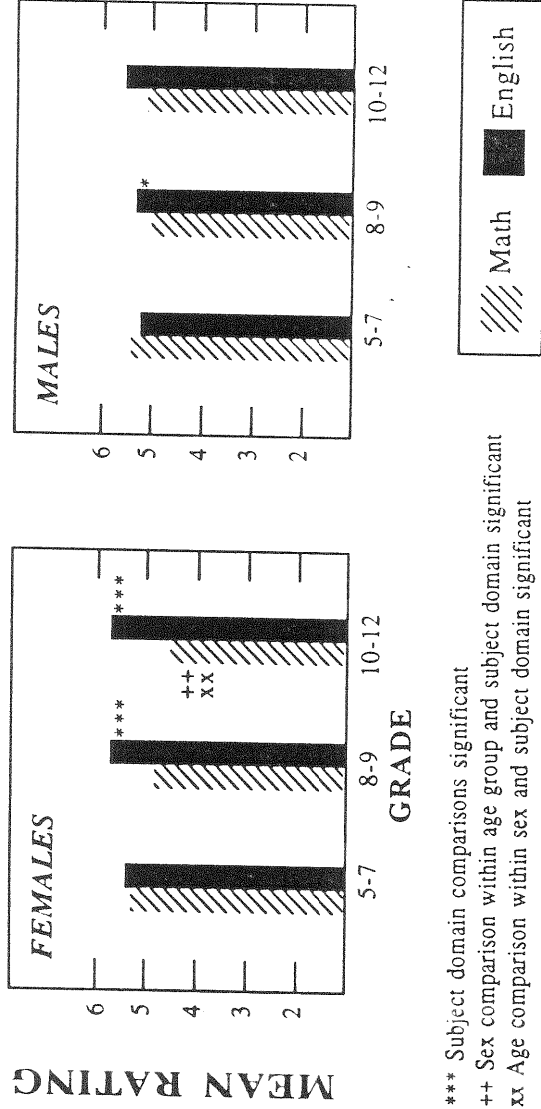 FEMALES
6
5
4
3
2
***
***
++
xx
5-7
8-9
10-12
MALES
6
5
4
3
2
*
5-7
8-9
10-12
MEAN RATING
GRADE
Math English
*** Subject domain comparisons significant
++ Sex comparison within age group and subject domain significant
xx Age comparison within sex and subject domain significant